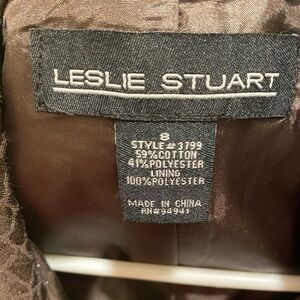 LESLIE STUART
8
STYLE#3799
59%COTTON
41%POLYESTER
LINING
100%POLYESTER
MADE IN CHINA
RN#94941